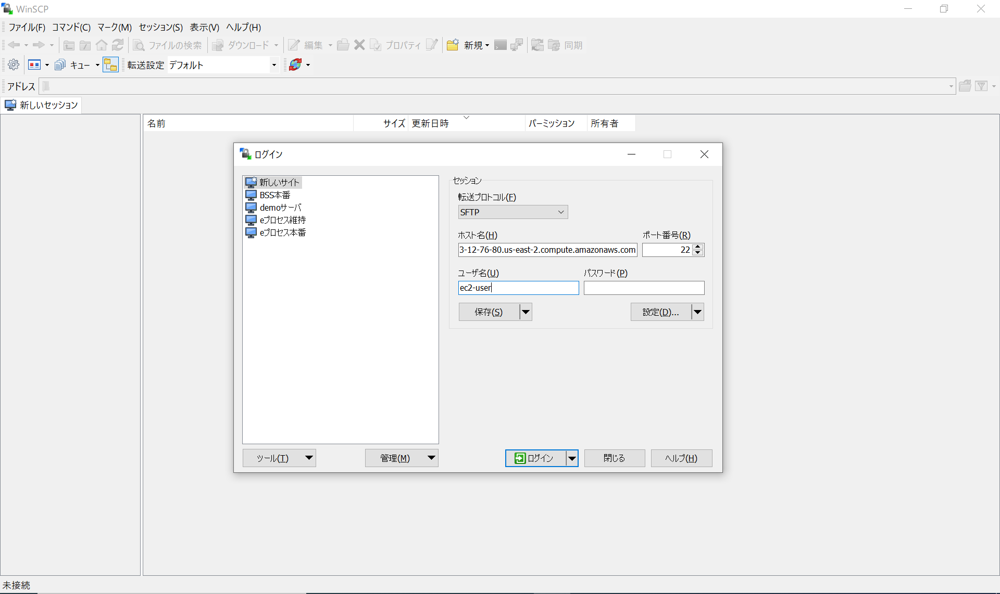 WinSCP
ファイル(F) コマンド(C) マーク(M) セッション(S) 表示(V) ヘルプ(H)
ファイルの検索 ダウンロード 編集 プロパティ 新規 同期
キュー 転送設定 デフォルト
アドレス
新しいセッション
名前 サイズ 更新日時 パーミッション 所有者
ログイン
新しいサイト
BSS本番
demoサーバ
eプロセス維持
eプロセス本番
セッション
転送プロトコル(F)
SFTP
ホスト名(H) ポート番号(R)
3-12-76-80.us-east-2.compute.amazonaws.com 22
ユーザ名(U) パスワード(P)
ec2-user
保存(S) 設定(D)...
ツール(T) 管理(M) ログイン 閉じる ヘルプ(H)
未接続